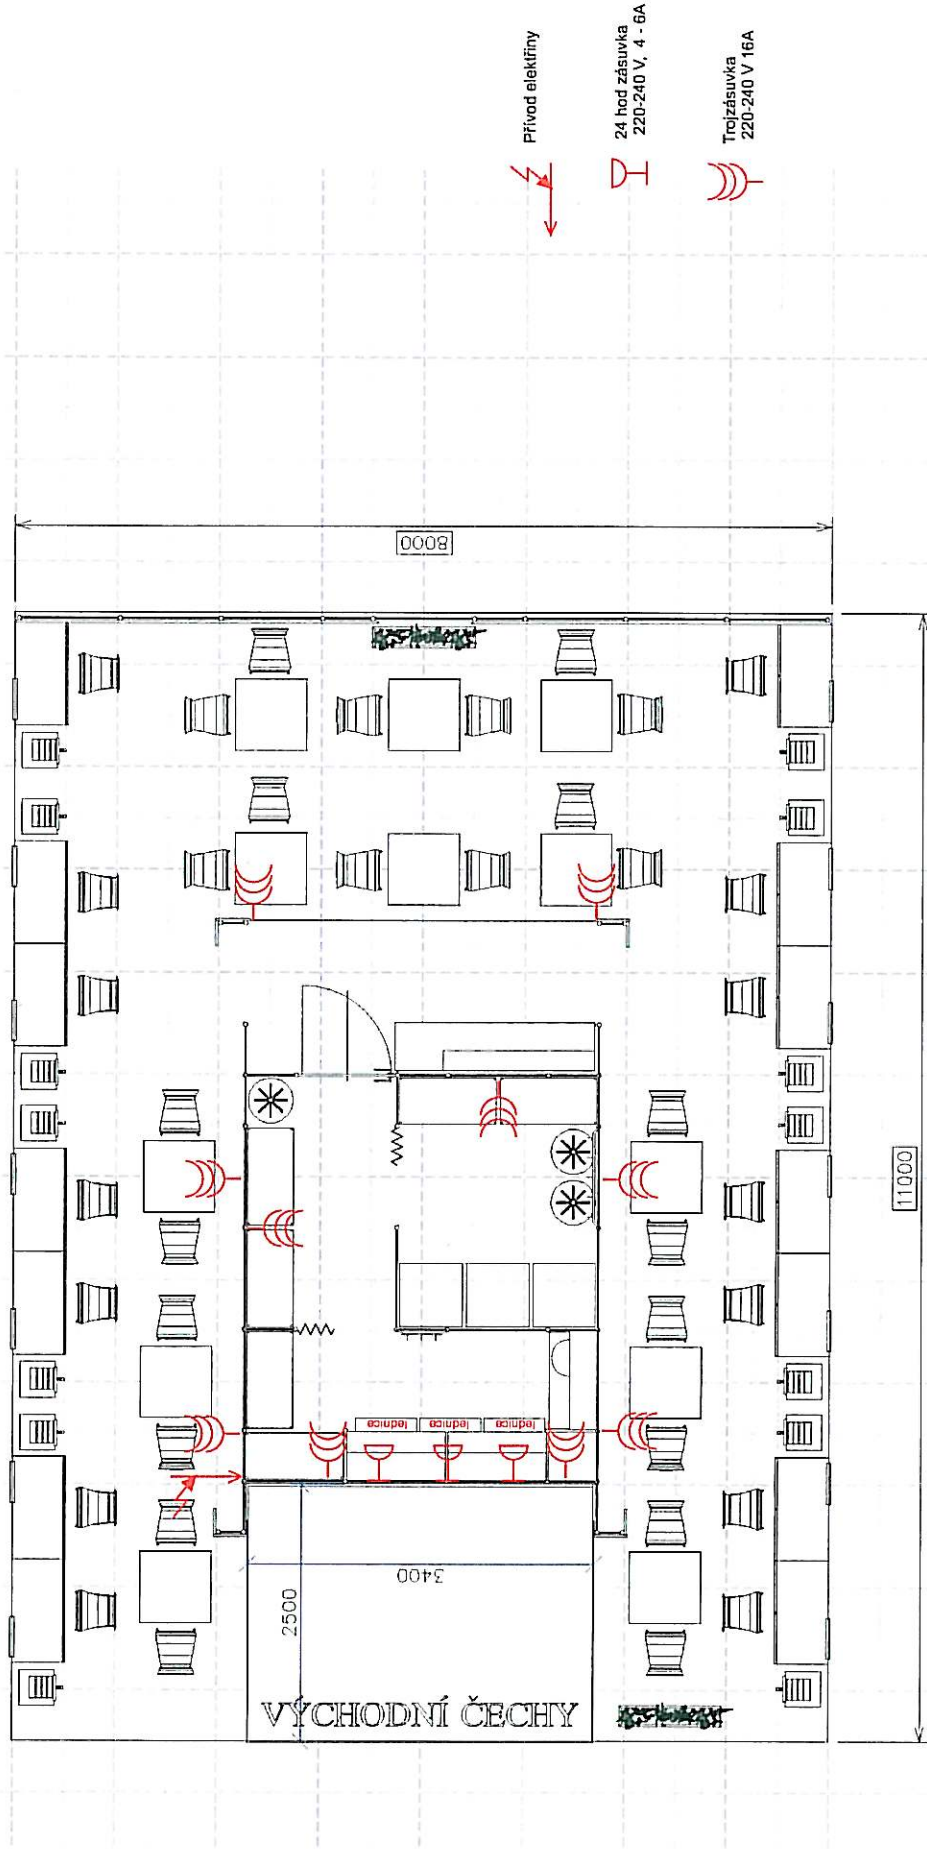 Přívod elektřiny
24 hod zásuvka
220-240 V, 4 - 6A
Trojzásuvka
220-240 V 16A
8000
11000
lednice
lednice
lednice
3400
2500
VÝCHODNÍ ČECHY